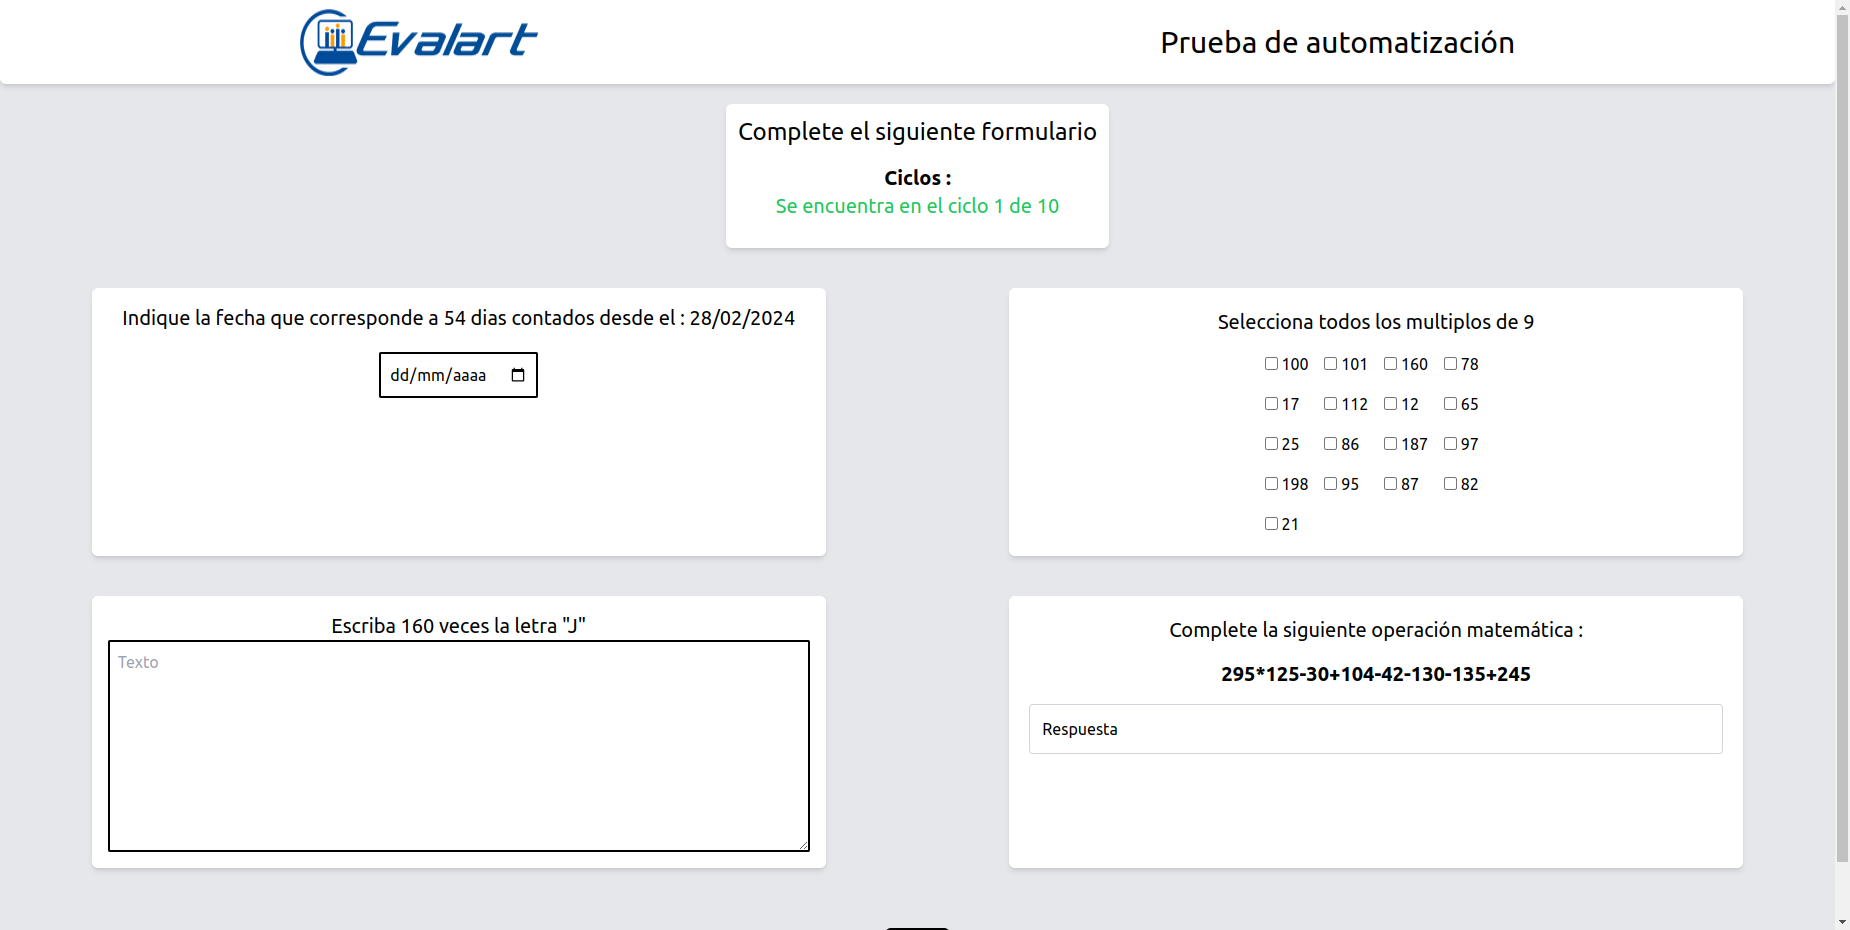 Evalart
Prueba de automatización
Complete el siguiente formulario
Ciclos :
Se encuentra en el ciclo 1 de 10
Indique la fecha que corresponde a 54 dias contados desde el : 28/02/2024
dd/mm/aaaa
Selecciona todos los multiplos de 9
100 101 160 78
17 112 12 65
25 86 187 97
198 95 87 82
21
Escriba 160 veces la letra "J"
Texto
Complete la siguiente operación matemática :
295*125-30+104-42-130-135+245
Respuesta